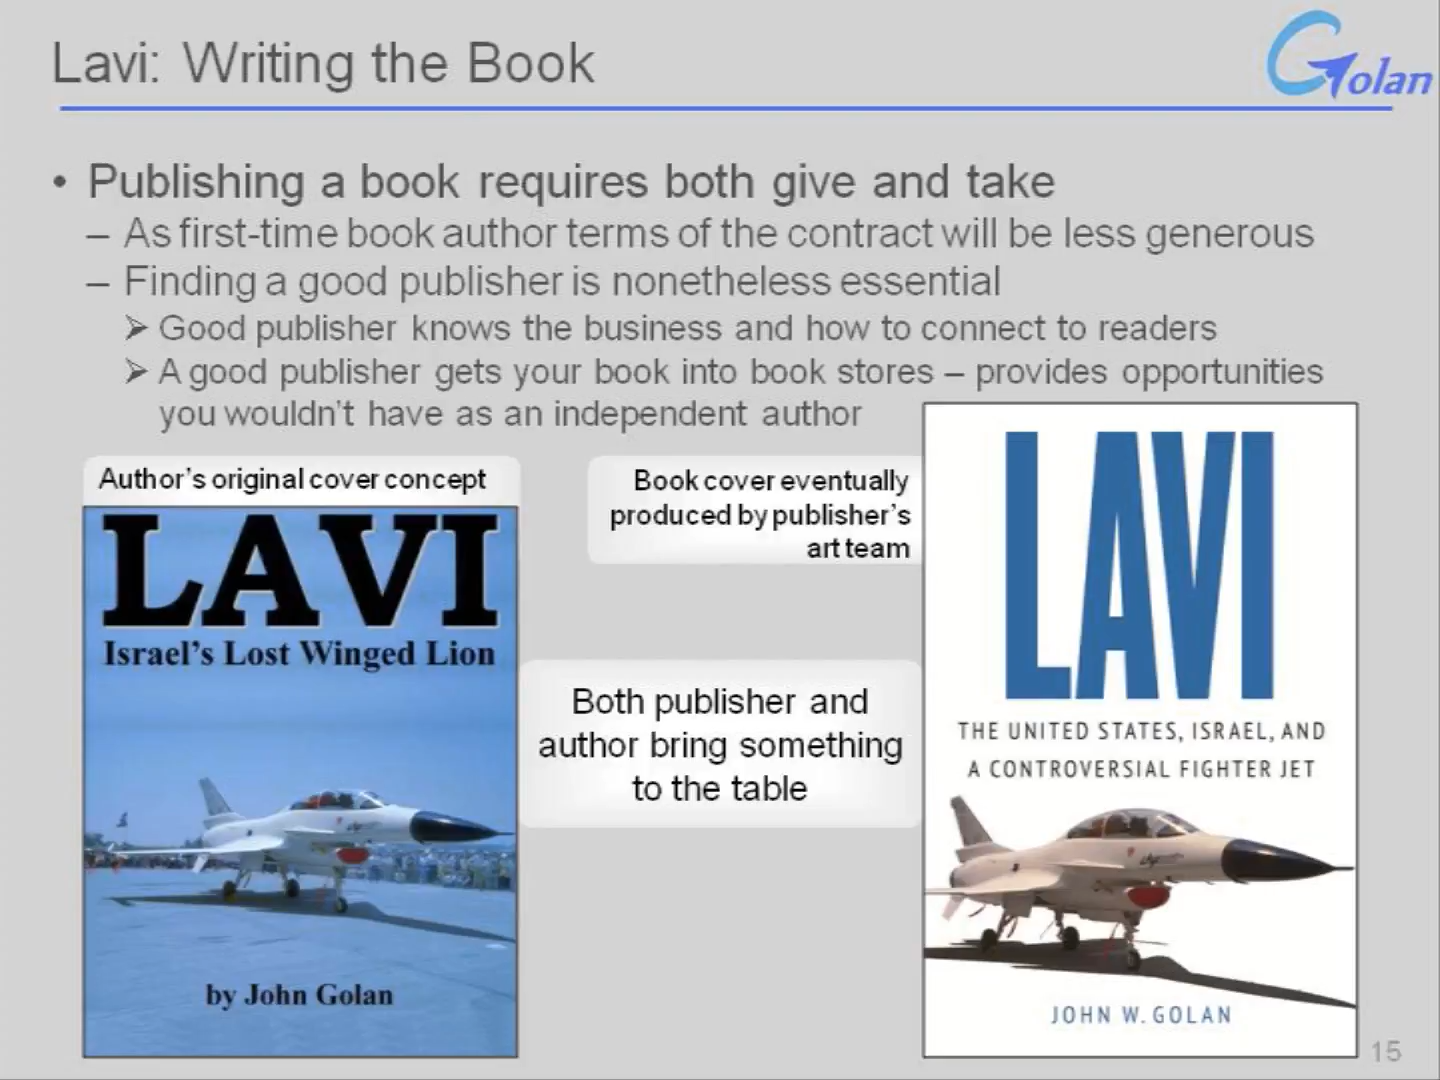 Lavi: Writing the Book
Golan
• Publishing a book requires both give and take
– As first-time book author terms of the contract will be less generous
– Finding a good publisher is nonetheless essential
➢ Good publisher knows the business and how to connect to readers
➢ A good publisher gets your book into book stores – provides opportunities
you wouldn't have as an independent author
Author's original cover concept
LAVI
Israel's Lost Winged Lion
by John Golan
Book cover eventually
produced by publisher's
art team
Both publisher and
author bring something
to the table
LAVI
THE UNITED STATES, ISRAEL, AND
A CONTROVERSIAL FIGHTER JET
JOHN W. GOLAN
15